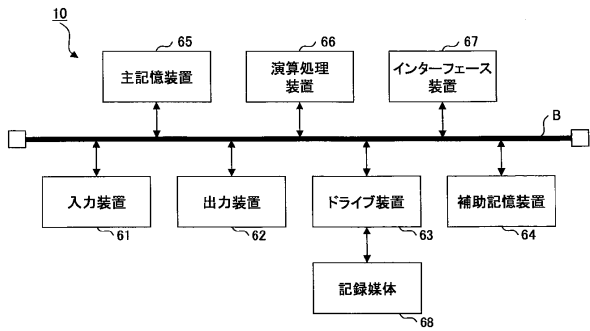 10
65
66
67
主記憶装置
演算処理
装置
インターフェース
装置
B
入力装置
出力装置
ドライブ装置
補助記憶装置
61
62
63
64
記録媒体
68